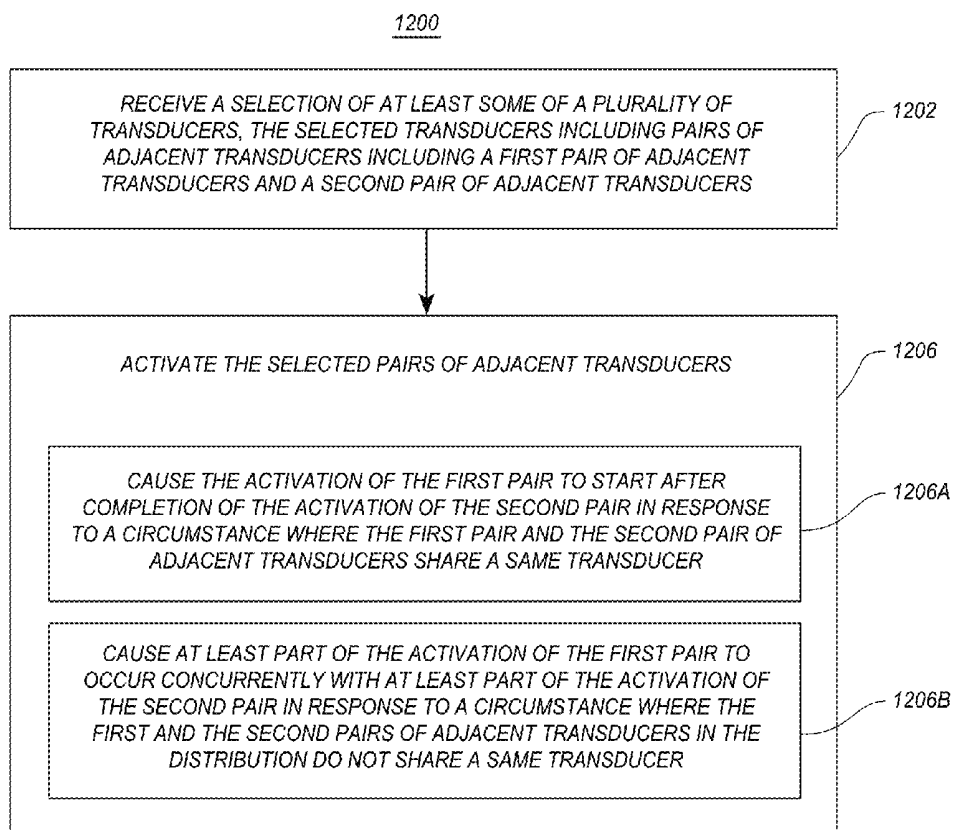 1200
RECEIVE A SELECTION OF AT LEAST SOME OF A PLURALITY OF
TRANSDUCERS, THE SELECTED TRANSDUCERS INCLUDING PAIRS OF
ADJACENT TRANSDUCERS INCLUDING A FIRST PAIR OF ADJACENT
TRANSDUCERS AND A SECOND PAIR OF ADJACENT TRANSDUCERS
1202
ACTIVATE THE SELECTED PAIRS OF ADJACENT TRANSDUCERS
1206
CAUSE THE ACTIVATION OF THE FIRST PAIR TO START AFTER
COMPLETION OF THE ACTIVATION OF THE SECOND PAIR IN RESPONSE
TO A CIRCUMSTANCE WHERE THE FIRST PAIR AND THE SECOND PAIR OF
ADJACENT TRANSDUCERS SHARE A SAME TRANSDUCER
1206A
CAUSE AT LEAST PART OF THE ACTIVATION OF THE FIRST PAIR TO
OCCUR CONCURRENTLY WITH AT LEAST PART OF THE ACTIVATION OF
THE SECOND PAIR IN RESPONSE TO A CIRCUMSTANCE WHERE THE
FIRST AND THE SECOND PAIRS OF ADJACENT TRANSDUCERS IN THE
DISTRIBUTION DO NOT SHARE A SAME TRANSDUCER
1206B